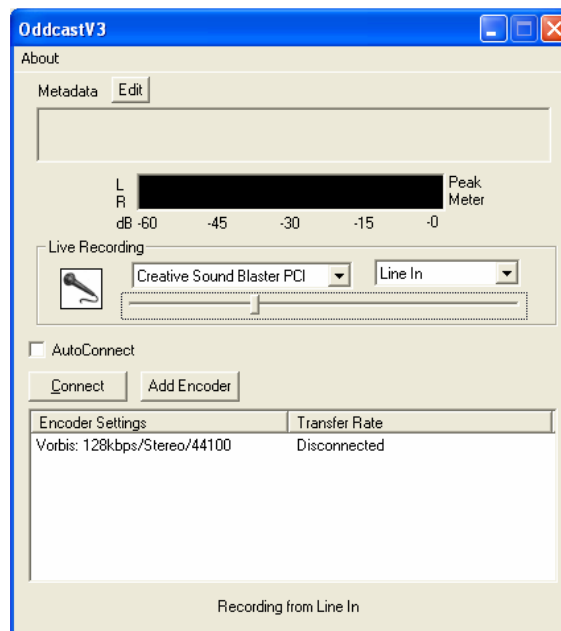 OddcastV3
About
Metadata Edit
L
R
Peak
Meter
dB -60 -45 -30 -15 -0
Live Recording
Creative Sound Blaster PCI Line In
AutoConnect
Connect Add Encoder
Encoder Settings Transfer Rate
Vorbis: 128kbps/Stereo/44100 Disconnected
Recording from Line In